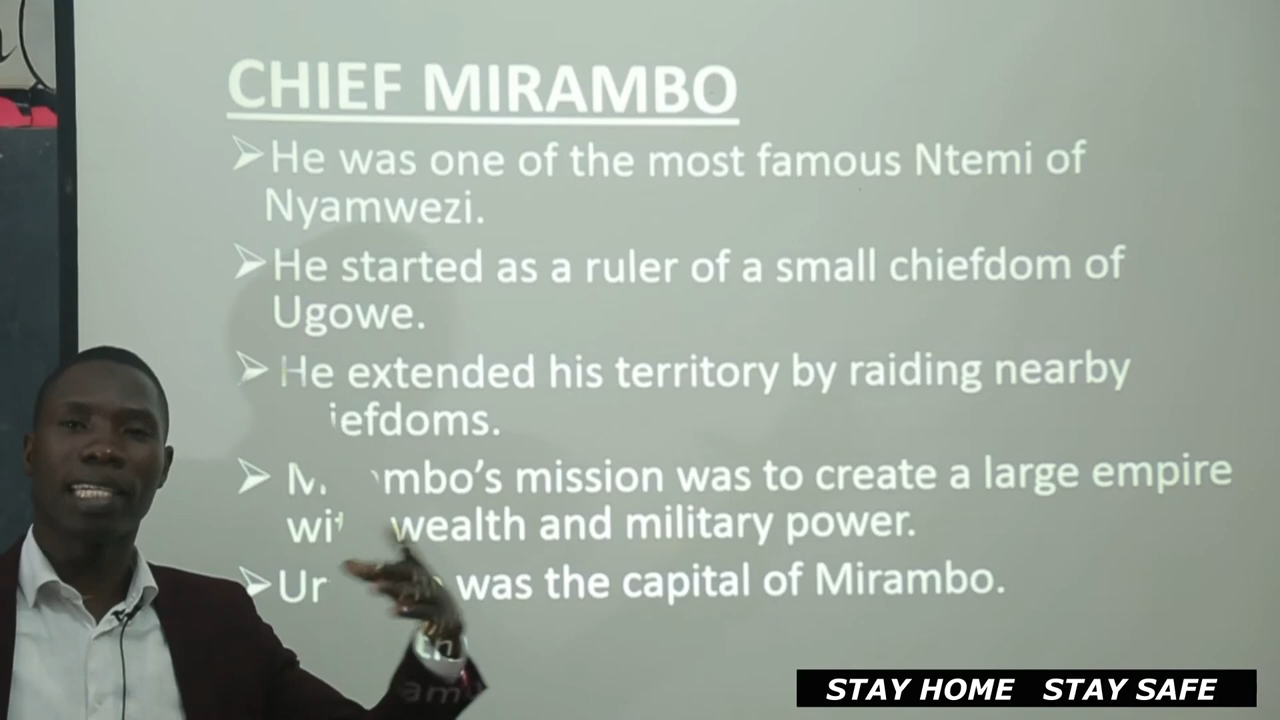 CHIEF MIRAMBO
➢He was one of the most famous Ntemi of
Nyamwezi.
➢He started as a ruler of a small chiefdom of
Ugowe.
➢ He extended his territory by raiding nearby
iefdoms.
➢ mbo’s mission was to create a large empire
wealth and military power.
➢ was the capital of Mirambo.
STAY HOME STAY SAFE